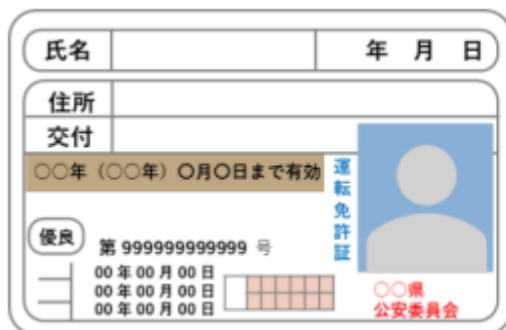 氏名 年 月 日
住所
交付
○○年（○○年）○月○日まで有効
運転免許証
優良
第 999999999999 号
00 年 00 月 00 日
00 年 00 月 00 日
00 年 00 月 00 日
○○県
公安委員会